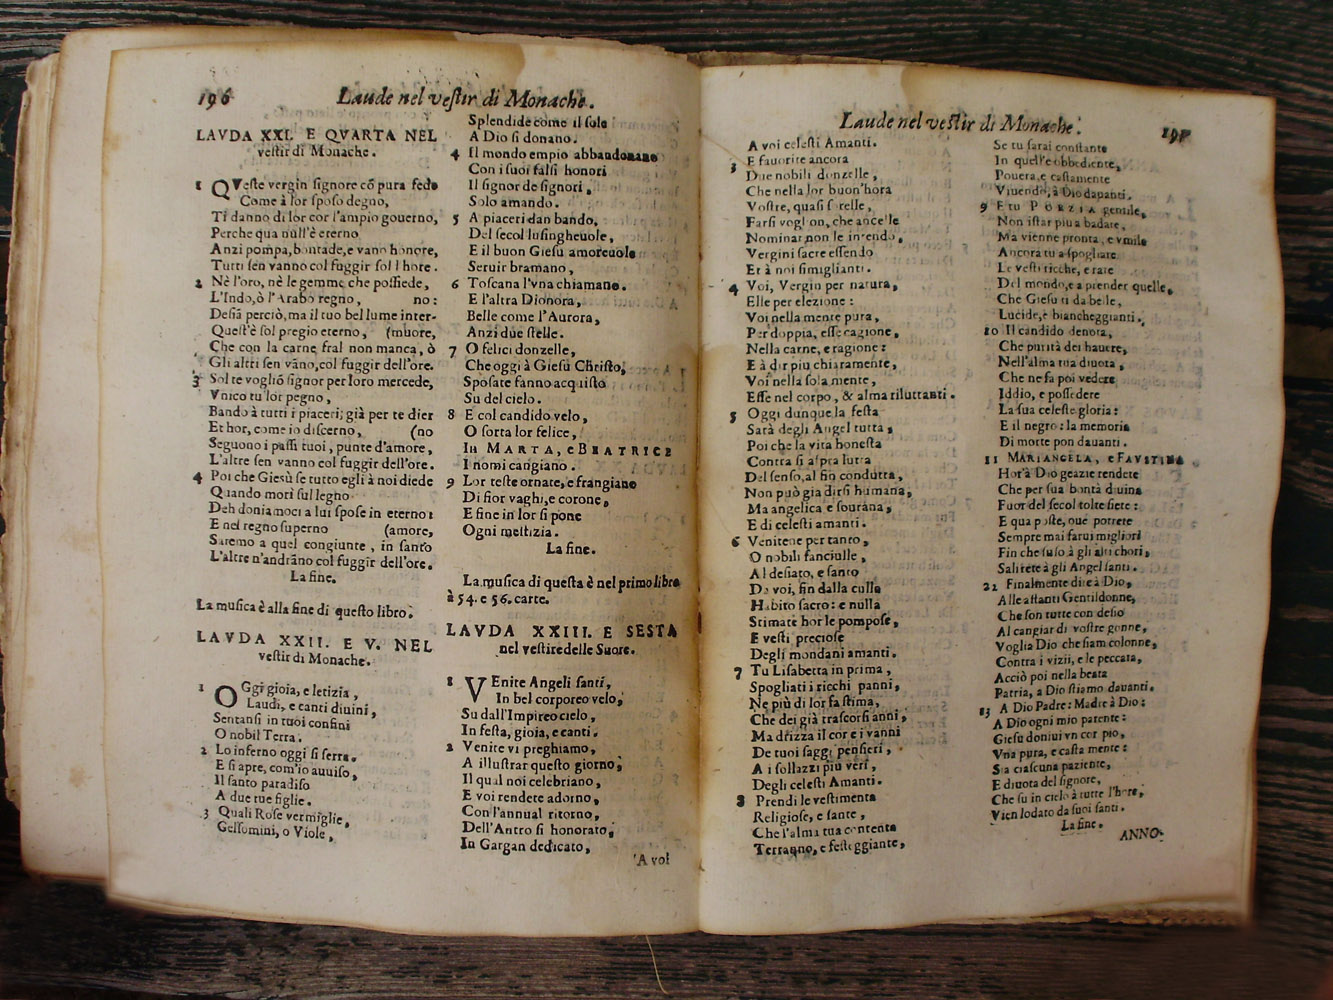 196
Laude nel vestir di Monache.
LAVDA XXI. E QVARTA NEL
vestir di Monache.
1 QVeste vergin signore cō pura fede
Come à lor sposo degno,
Ti danno di lor cor l'ampio gouerno,
Perche qua null'è eterno
Anzi pompa, bontade, e vano honore,
Tutti sen vanno col fuggir sol l hore.
2 Nè l'oro, nè le gemme che possiede,
L'Indo, ò l'Arabo regno, no:
Desia perciò, ma il tuo bel lume inter-
Quest'è sol pregio eterno, (muore,
Che con la carne fral non manca, ò
Gli altri sen vāno, col fuggir dell'ore.
3 Sol te vogliō signor per loro mercede,
Vnico tu lor pegno,
Bando à tutti i piaceri; già per te dier
Et hor, come io discerno, (no
Seguono i passi tuoi, punte d'amore,
L'altre sen vanno col fuggir dell'ore.
4 Poi che Giesù se tutto egli à noi diede
Quando morì sul legno
Deh doniamoci a lui spose in eterno:
E nel regno superno (amore,
Saremo a quel congiunte, in santo
L'altre n'andrāno col fuggir dell'ore.
La fine.
La musica è alla fine di questo libro.
LAVDA XXII. E V. NEL
vestir di Monache.
1 OGgi gioia, e letizia,
Laudi, e canti diuini,
Sentansi in tuoi confini
O nobil Terra.
2 Lo inferno oggi si serra,
E si apre, com'io auuiso,
Il santo paradiso
A due tue figlie.
3 Quali Rose vermiglie,
Gelsomini, o Viole,
Splendide come il sole
A Dio si donano.
4 Il mondo empio abbandonano
Con i suoi falsi honori
Il signor de signori,
Solo amando.
5 A piaceri dan bando,
Del secol lusingheuole,
E il buon Giesù amoreuole
Seruir bramano,
6 Toscana l'vna chiamano.
E l'altra Dionora,
Belle come l'Aurora,
Anzi due stelle.
7 O felici donzelle,
Che oggi à Giesù Christo,
Sposate fanno acquisto
Su del cielo.
8 E col candido velo,
O sorta lor felice,
In MARTA, e BEATRICE
I nomi cangiano.
9 Lor teste ornate, e frangiano
Di fior vaghi, e corone,
E fine in lor si pone
Ogni mestizia.
La fine.
La musica di questa è nel primo libro
à 54. e 56. carte.
LAVDA XXIII. E SESTA
nel vestire delle Suore.
1 VEnite Angeli santi,
In bel corporeo velo,
Su dall'Impireo cielo,
In festa, gioia, e canti.
2 Venite vi preghiamo,
A illustrar questo giorno,
Il qual noi celebriano,
E voi rendete adorno,
Con l'annual ritorno,
Dell'Antro si honorato,
In Gargan dedicato,
A voi
Laude nel vestir di Monache.
A voi celesti Amanti.
3 E fauorite ancora
Due nobili donzelle,
Che nella lor buon'hora
Vostre, quasi sorelle,
Farsi voglon, che ancelle
Nominar non le intendo,
Vergini sacre essendo
Et à noi simiglianti.
4 Voi, Vergin per natura,
Elle per elezione:
Voi nella mente pura,
Per doppia, esse cagione,
Nella carne, e ragione:
E à dir piu chiaramente,
Voi nella sola mente,
Esse nel corpo, & alma riluttanti.
5 Oggi dunque la festa
Sarà degli Angel tutta,
Poi che la vita honesta
Contra si aspra lutta
Del senso, al fin condutta,
Non può già dirsi humana,
Ma angelica e sourana,
E di celesti amanti.
6 Venitene per tanto,
O nobili fanciulle,
Al desiato, e santo
Da voi, fin dalla culla
Habito sacro: e nulla
Stimate hor le pompose,
E vesti preciose
Degli mondani amanti.
7 Tu Lisabetta in prima,
Spogliati i ricchi panni,
Ne più di lor fa stima,
Che dei già trascorsi anni,
Ma drizza il cor e i vanni
De tuoi saggi pensieri,
A i sollazzi più veri,
Degli celesti Amanti.
8 Prendi le vestimenta
Religiose, e sante,
Che l'alma tua contenta
Terranno, e festeggiante,
Se tu sarai constante
In quelle obbediente,
Pouera, e castamente
Viuendo, à Dio dauanti.
9 E tu PORZIA gentile,
Non istar piu a badare,
Ma vienne pronta, e vmile
Ancora tu a spogliare
Le vesti ricche, e rare
Del mondo, e a prender quelle,
Che Giesu ti da belle,
Lucide, e biancheggianti.
10 Il candido denota,
Che purità dei hauere,
Nell'alma tua diuota,
Che ne fa poi vedere
Iddio, e possedere
La sua celeste gloria:
E il negro: la memoria
Di morte pon dauanti.
11 MARIANGELA, e FAVSTINA
Hor'à Dio grazie rendete
Che per sua bontà diuina
Fuor del secol tolte siete:
E qua poste, oue potrete
Sempre mai farui migliori
Fin che suso à gli alti chori,
Salirete à gli Angel santi.
12 Finalmente dite à Dio,
Alle astanti Gentildonne,
Che son tutte con desio
Al cangiar di vostre gonne,
Voglia Dio che siam colonne,
Contra i vizii, e le peccata,
Acciò poi nella beata
Patria, a Dio stiamo dauanti.
13 A Dio Padre: Madre à Dio:
A Dio ogni mio parente:
Giesu doniui vn cor pio,
Vna pura, e casta mente:
Sia ciascuna paziente,
E diuota del signore,
Che su in cielo à tutte l'hore,
Vien lodato da suoi santi.
La fine.
ANNO-